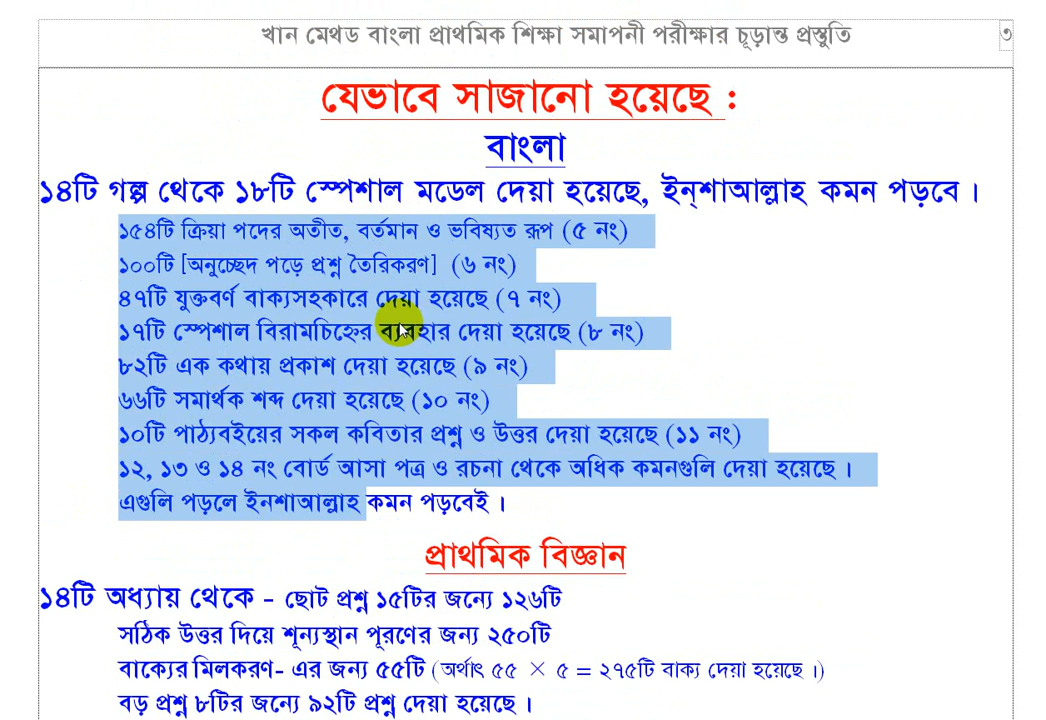 খান মেথড বাংলা প্রাথমিক শিক্ষা সমাপনী পরীক্ষার চূড়ান্ত প্রস্তুতি ৩
যেভাবে সাজানো হয়েছে :
বাংলা
১৪টি গল্প থেকে ১৮টি স্পেশাল মডেল দেয়া হয়েছে, ইন্শাআল্লাহ কমন পড়বে ।
১৫৪টি ক্রিয়া পদের অতীত, বর্তমান ও ভবিষ্যত রূপ (৫ নং)
১০০টি [অনুচ্ছেদ পড়ে প্রশ্ন তৈরিকরণ] (৬ নং)
৪৭টি যুক্তবর্ণ বাক্যসহকারে দেয়া হয়েছে (৭ নং)
১৭টি স্পেশাল বিরামচিহ্নের ব্যবহার দেয়া হয়েছে (৮ নং)
৮২টি এক কথায় প্রকাশ দেয়া হয়েছে (৯ নং)
৬৬টি সমার্থক শব্দ দেয়া হয়েছে (১০ নং)
১০টি পাঠ্যবইয়ের সকল কবিতার প্রশ্ন ও উত্তর দেয়া হয়েছে (১১ নং)
১২, ১৩ ও ১৪ নং বোর্ড আসা পত্র ও রচনা থেকে অধিক কমনগুলি দেয়া হয়েছে ।
এগুলি পড়লে ইনশাআল্লাহ কমন পড়বেই ।
প্রাথমিক বিজ্ঞান
১৪টি অধ্যায় থেকে - ছোট প্রশ্ন ১৫টির জন্যে ১২৬টি
সঠিক উত্তর দিয়ে শূন্যস্থান পূরণের জন্য ২৫০টি
বাক্যের মিলকরণ- এর জন্য ৫৫টি (অর্থাৎ ৫৫ × ৫ = ২৭৫টি বাক্য দেয়া হয়েছে ।)
বড় প্রশ্ন ৮টির জন্যে ৯২টি প্রশ্ন দেয়া হয়েছে ।